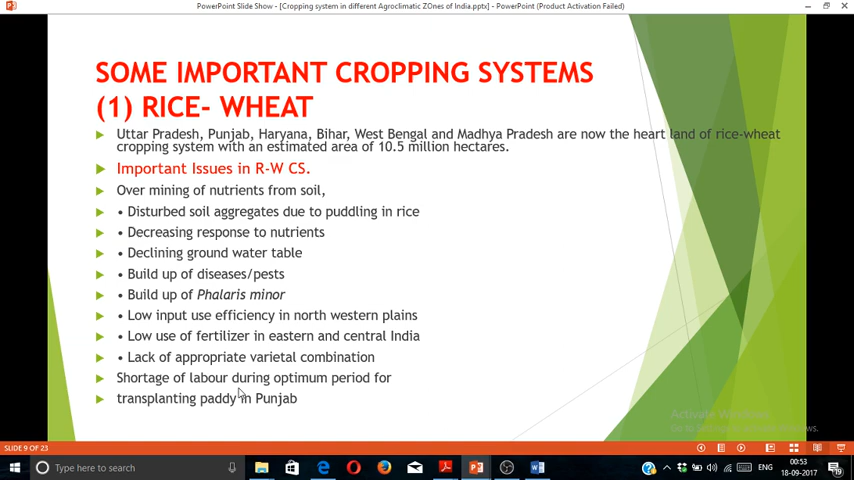 PowerPoint Slide Show - [Cropping system in different Agroclimatic ZOnes of India.pptx] - PowerPoint (Product Activation Failed)
SOME IMPORTANT CROPPING SYSTEMS
(1) RICE- WHEAT
Uttar Pradesh, Punjab, Haryana, Bihar, West Bengal and Madhya Pradesh are now the heart land of rice-wheat
cropping system with an estimated area of 10.5 million hectares.
Important Issues in R-W CS.
Over mining of nutrients from soil,
• Disturbed soil aggregates due to puddling in rice
• Decreasing response to nutrients
• Declining ground water table
• Build up of diseases/pests
• Build up of Phalaris minor
• Low input use efficiency in north western plains
• Low use of fertilizer in eastern and central India
• Lack of appropriate varietal combination
Shortage of labour during optimum period for
transplanting paddy in Punjab
Activate Windows
SLIDE 9 OF 23
Type here to search
ENG
00:53
18-09-2017
19